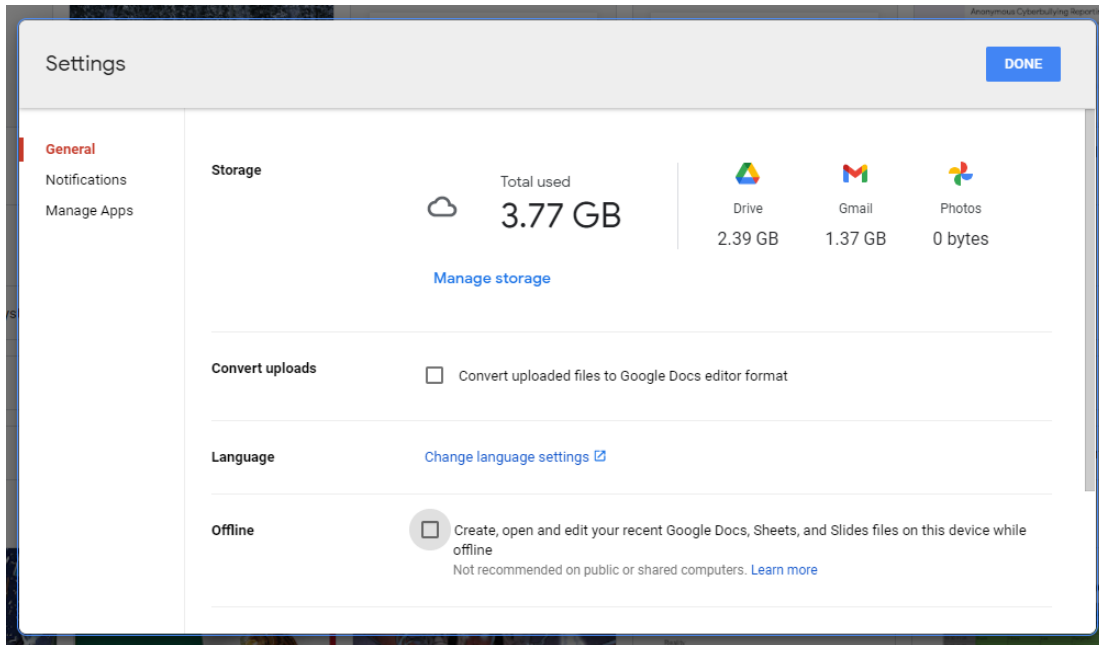 Anonymous Cyberbullying Report
Settings
DONE
General
Notifications
Manage Apps
Storage
Total used
3.77 GB
Drive
2.39 GB
Gmail
1.37 GB
Photos
0 bytes
Manage storage
Convert uploads
Convert uploaded files to Google Docs editor format
Language
Change language settings
Offline
Create, open and edit your recent Google Docs, Sheets, and Slides files on this device while
offline
Not recommended on public or shared computers. Learn more